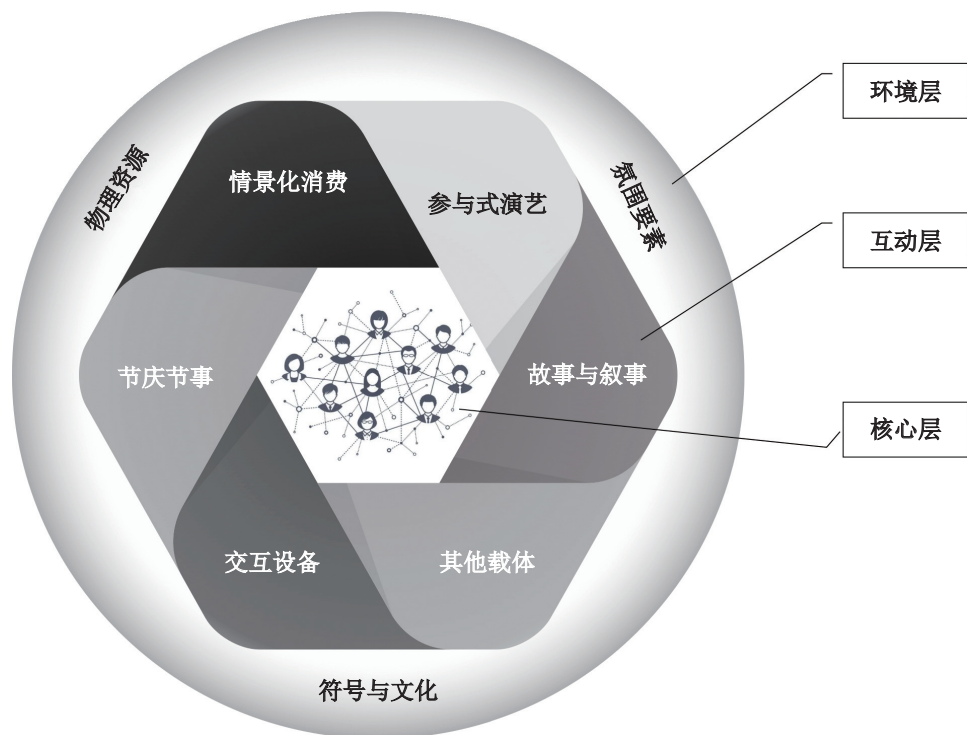 环境层
物理资源
氛围要素
情景化消费
参与式演艺
互动层
节庆节事
故事与叙事
核心层
交互设备
其他载体
符号与文化